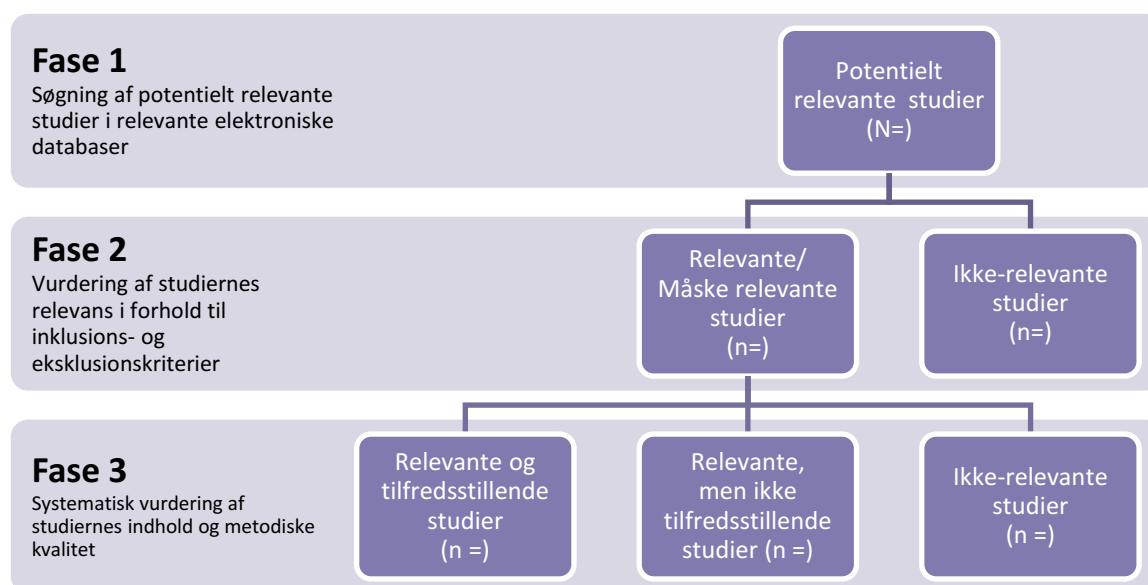 Fase 1
Søgning af potentielt relevante
studier i relevante elektroniske
databaser
Potentielt
relevante studier
(N=)
Fase 2
Vurdering af studiernes
relevans i forhold til
inklusions- og
eksklusionskriterier
Relevante/
Måske relevante
studier
(n=)
Ikke-relevante
studier
(n=)
Fase 3
Systematisk vurdering af
studiernes indhold og metodiske
kvalitet
Relevante og
tilfredsstillende
studier
(n =)
Relevante,
men ikke
tilfredsstillende
studier (n =)
Ikke-relevante
studier
(n =)